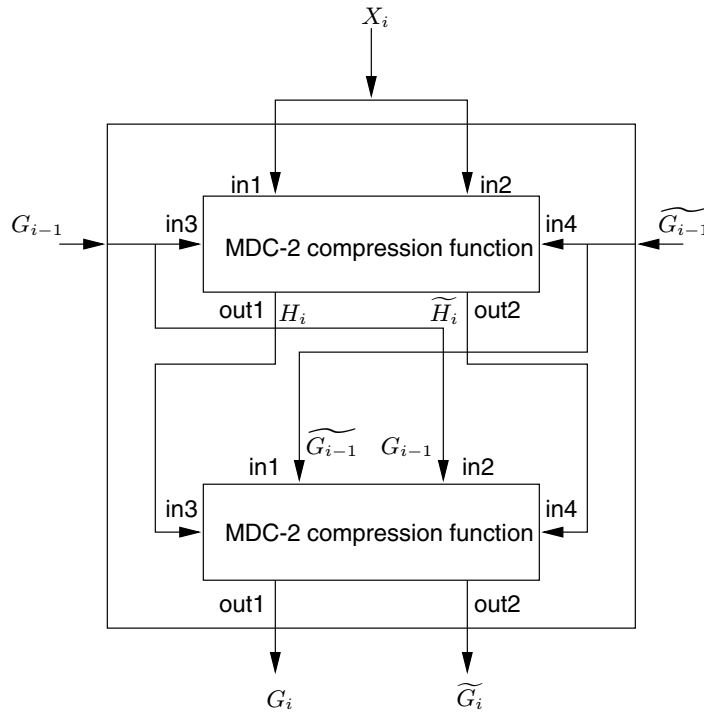 X_i
in1 in2
G_{i-1} in3 MDC-2 compression function in4 \widetilde{G_{i-1}}
out1 H_i \widetilde{H_i} out2
in1 \widetilde{G_{i-1}} G_{i-1} in2
in3 MDC-2 compression function in4
out1 out2
G_i \widetilde{G_i}